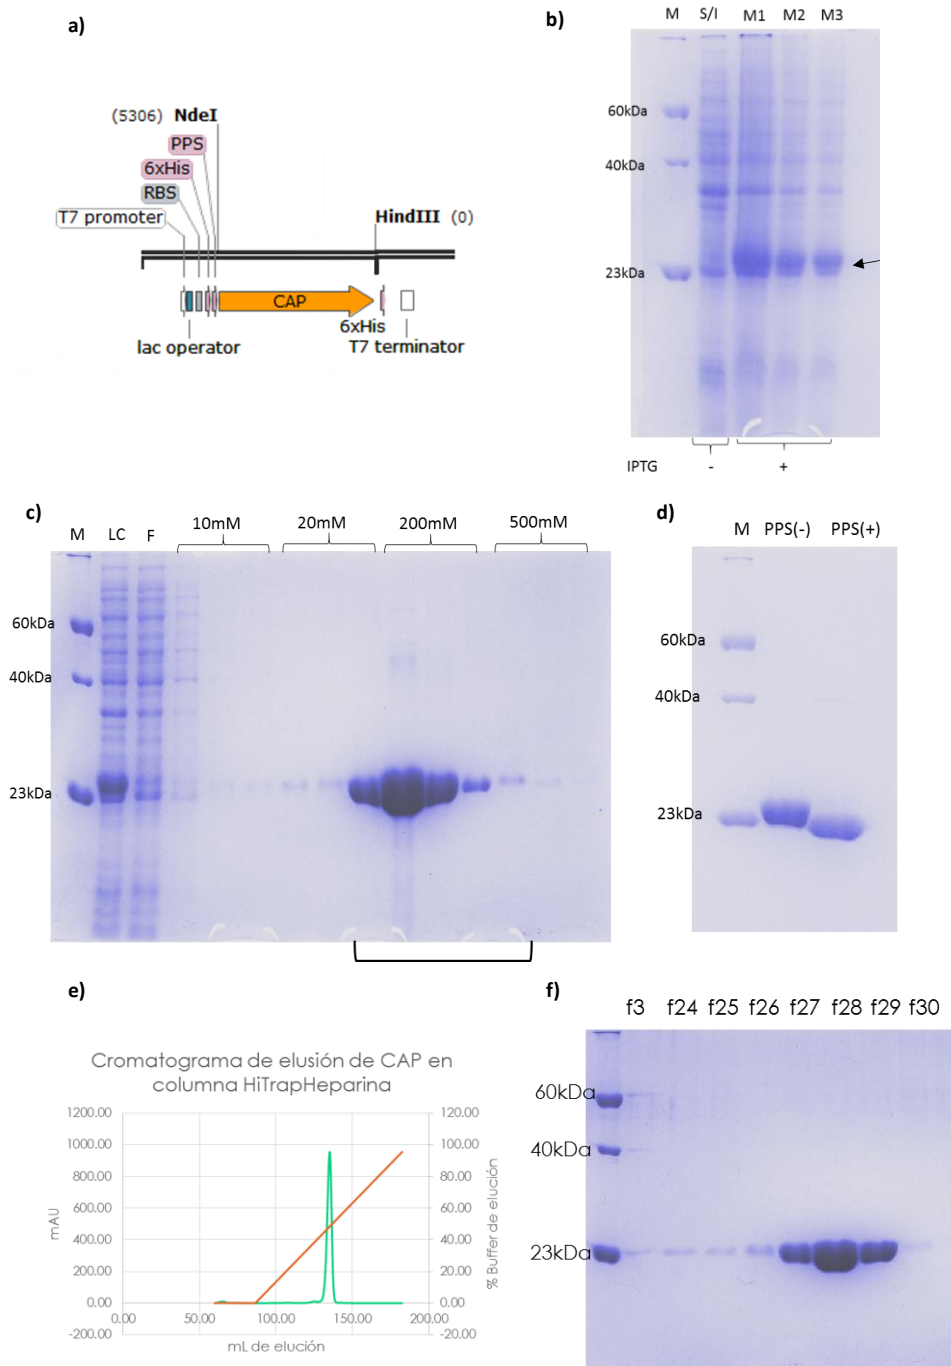 a)
(5306) NdeI
PPS
6xHis
RBS
T7 promoter
HindIII (0)
CAP
6xHis
lac operator
T7 terminator
b)
M S/I M1 M2 M3
60kDa
40kDa
23kDa
IPTG - +
c)
10mM 20mM 200mM 500mM
M LC F
60kDa
40kDa
23kDa
d)
M PPS(-) PPS(+)
60kDa
40kDa
23kDa
e)
Cromatograma de elusión de CAP en
columna HiTrapHeparina
1200.00
1000.00
800.00
600.00
400.00
200.00
0.00
-200.00
mAU
120.00
100.00
80.00
60.00
40.00
20.00
0.00
-20.00
% Buffer de elución
0.00 50.00 100.00 150.00 200.00
mL de elución
f)
f3 f24 f25 f26 f27 f28 f29 f30
60kDa
40kDa
23kDa